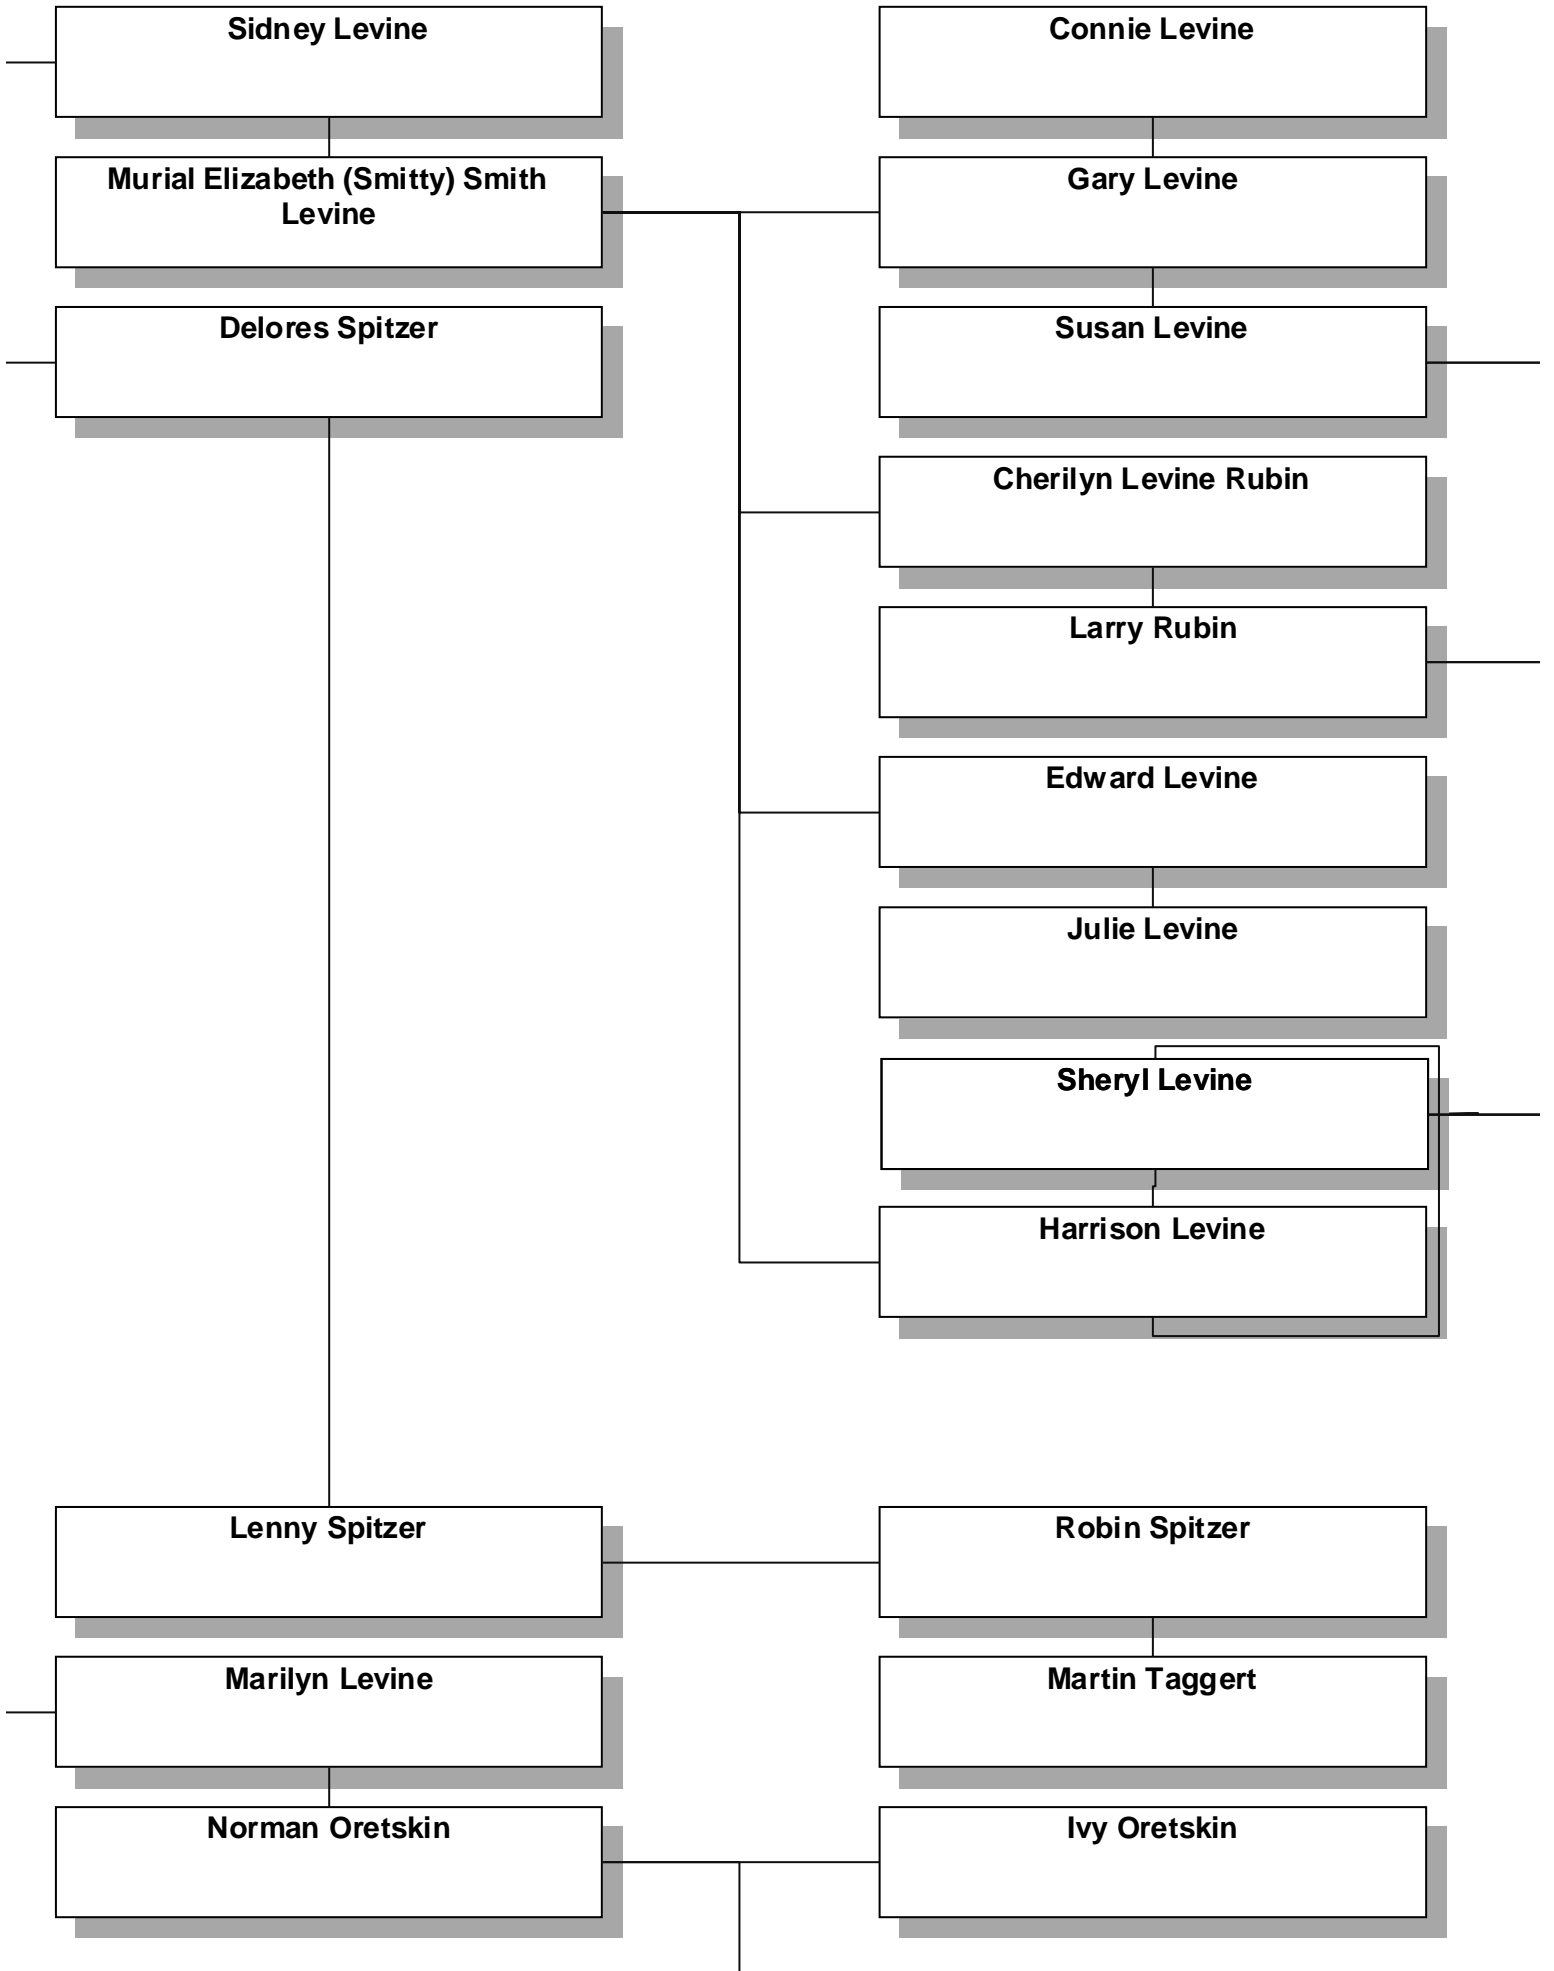 Sidney Levine
Connie Levine
Murial Elizabeth (Smitty) Smith
Levine
Gary Levine
Delores Spitzer
Susan Levine
Cherilyn Levine Rubin
Larry Rubin
Edward Levine
Julie Levine
Sheryl Levine
Harrison Levine
Lenny Spitzer
Robin Spitzer
Marilyn Levine
Martin Taggert
Norman Oretskin
Ivy Oretskin